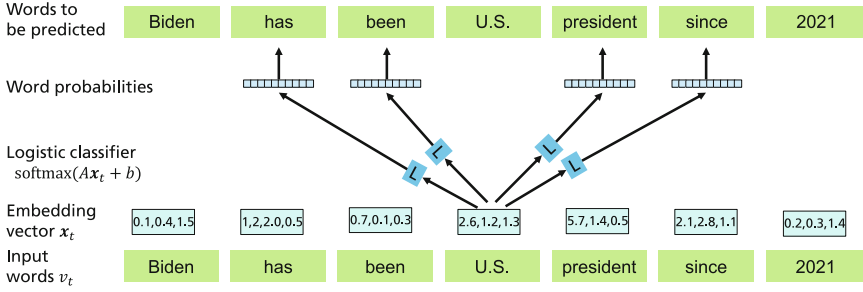 Words to
be predicted
Biden has been U.S. president since 2021
Word probabilities
Logistic classifier
softmax(Ax_t + b)
L L L L
Embedding
vector x_t
0.1,0.4,1.5 1,2,2.0,0.5 0.7,0.1,0.3 2.6,1.2,1.3 5.7,1.4,0.5 2.1,2.8,1.1 0.2,0.3,1.4
Input
words v_t
Biden has been U.S. president since 2021